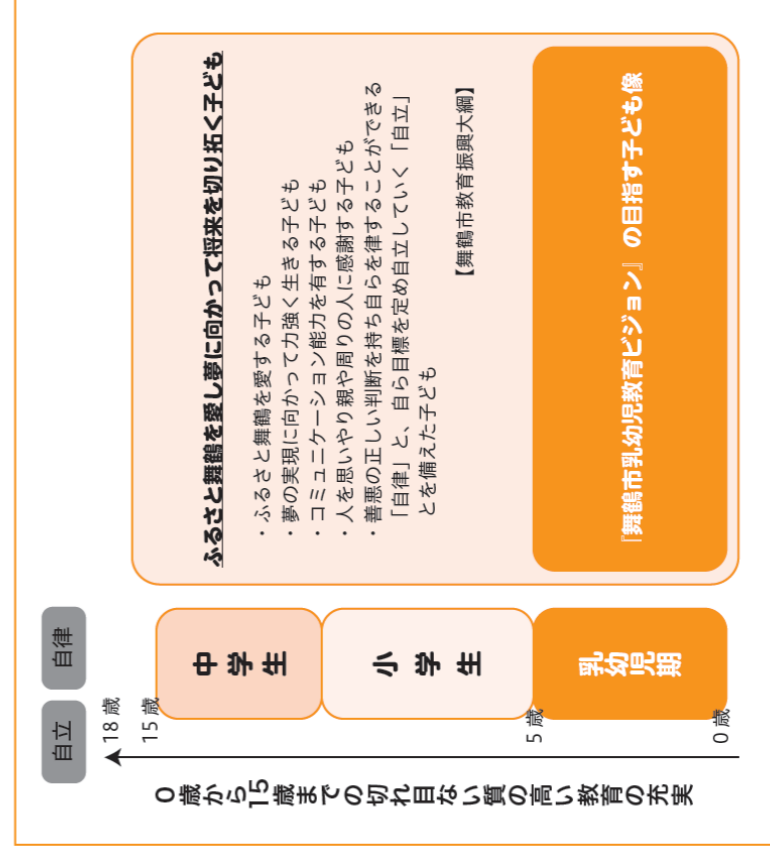 自立
自律
18歳
15歳
5歳
0歳
0歳から15歳までの切れ目ない質の高い教育の充実
中学生
小学生
乳幼児期
ふるさと舞鶴を愛し夢に向かって将来を切り拓く子ども
・ふるさと舞鶴を愛する子ども
・夢の実現に向かって力強く生きる子ども
・コミュニケーション能力を有する子ども
・人を思いやり親や周りの人に感謝する子ども
・善悪の正しい判断を持ち自らを律することができる
「自律」と、自ら目標を定め自立していく「自立」
とを備えた子ども
【舞鶴市教育振興大綱】
『舞鶴市乳幼児教育ビジョン』の目指す子ども像